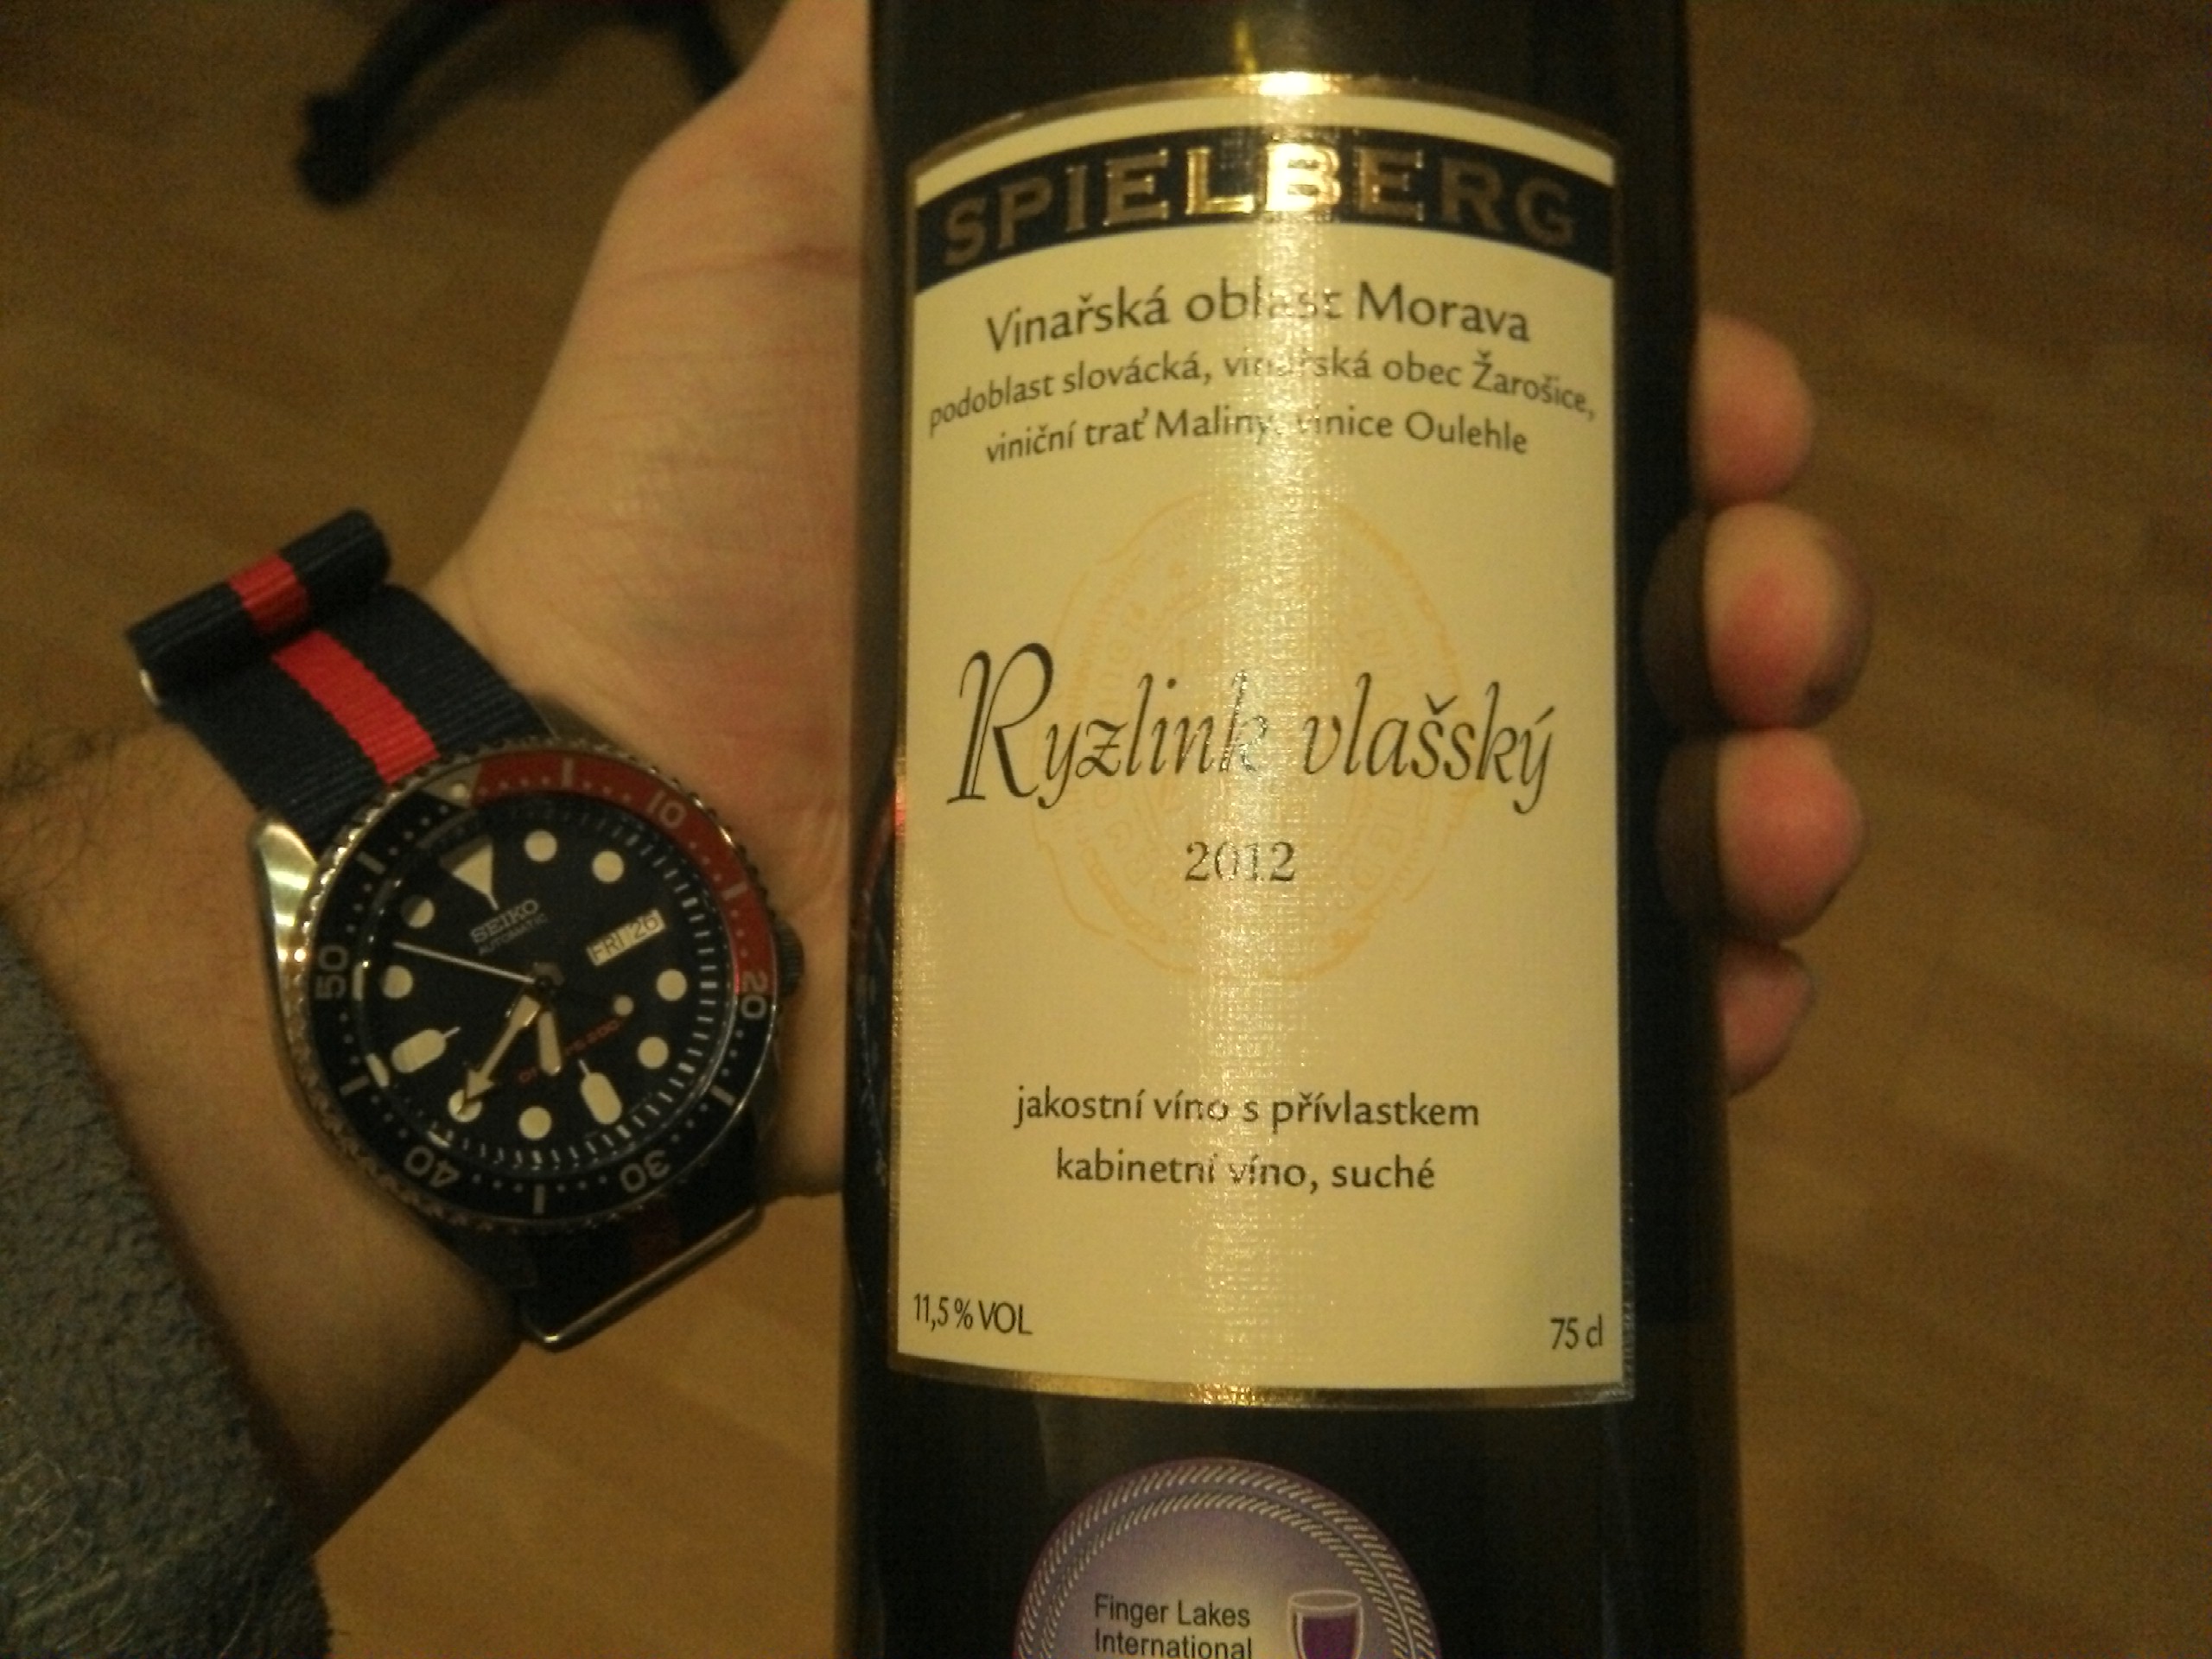 SPIELBERG
Vinařská oblast Morava
podoblast slovácká, vinařská obec Žarošice,
viniční trať Maliny, vinice Oulehle
Ryzlink vlašský
2012
jakostní víno s přívlastkem
kabinetní víno, suché
11,5 % VOL
75 cl
Finger Lakes
International
10
20
30
40
50
SEIKO
AUTOMATIC
FRI 26